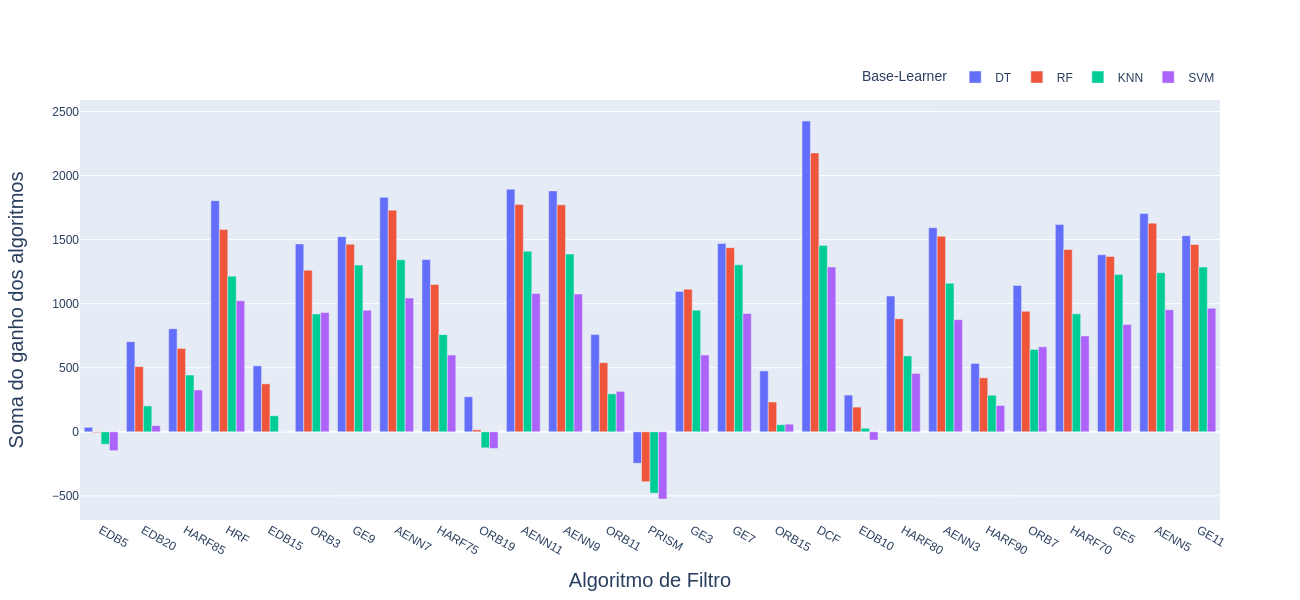 Base-Learner DT RF KNN SVM
Soma do ganho dos algoritmos
2500
2000
1500
1000
500
0
−500
EDB5 EDB20 HARF85 HRF EDB15 ORB3 GE9 AENN7 HARF75 ORB19 AENN11 AENN9 ORB11 PRISM GE3 GE7 ORB15 DCF EDB10 HARF80 AENN3 HARF90 ORB7 HARF70 GE5 AENN5 GE11
Algoritmo de Filtro